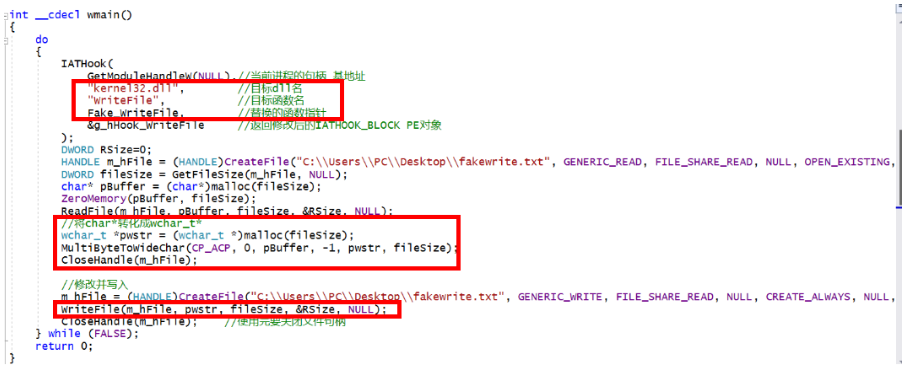 int __cdecl wmain()
{
do
{
IATHook(
GetModuleHandleW(NULL),//当前进程的句柄 基地址
"kernel32.dll", //目标dll名
"WriteFile", //目标函数名
Fake_WriteFile, //替换的函数指针
&g_hHook_WriteFile //返回修改后的IATHOOK_BLOCK PE对象
);
DWORD RSize=0;
HANDLE m_hFile = (HANDLE)CreateFile("C:\\Users\\PC\\Desktop\\fakewrite.txt", GENERIC_READ, FILE_SHARE_READ, NULL, OPEN_EXISTING,
DWORD fileSize = GetFileSize(m_hFile, NULL);
char* pBuffer = (char*)malloc(fileSize);
ZeroMemory(pBuffer, fileSize);
ReadFile(m_hFile, pBuffer, fileSize, &RSize, NULL);
//将char*转化成wchar_t*
wchar_t *pwstr = (wchar_t *)malloc(fileSize);
MultiByteToWideChar(CP_ACP, 0, pBuffer, -1, pwstr, fileSize);
CloseHandle(m_hFile);
//修改并写入
m_hFile = (HANDLE)CreateFile("C:\\Users\\PC\\Desktop\\fakewrite.txt", GENERIC_WRITE, FILE_SHARE_READ, NULL, CREATE_ALWAYS, NULL,
WriteFile(m_hFile, pwstr, fileSize, &RSize, NULL);
CloseHandle(m_hFile); //使用完要关闭文件句柄
} while (FALSE);
return 0;
}